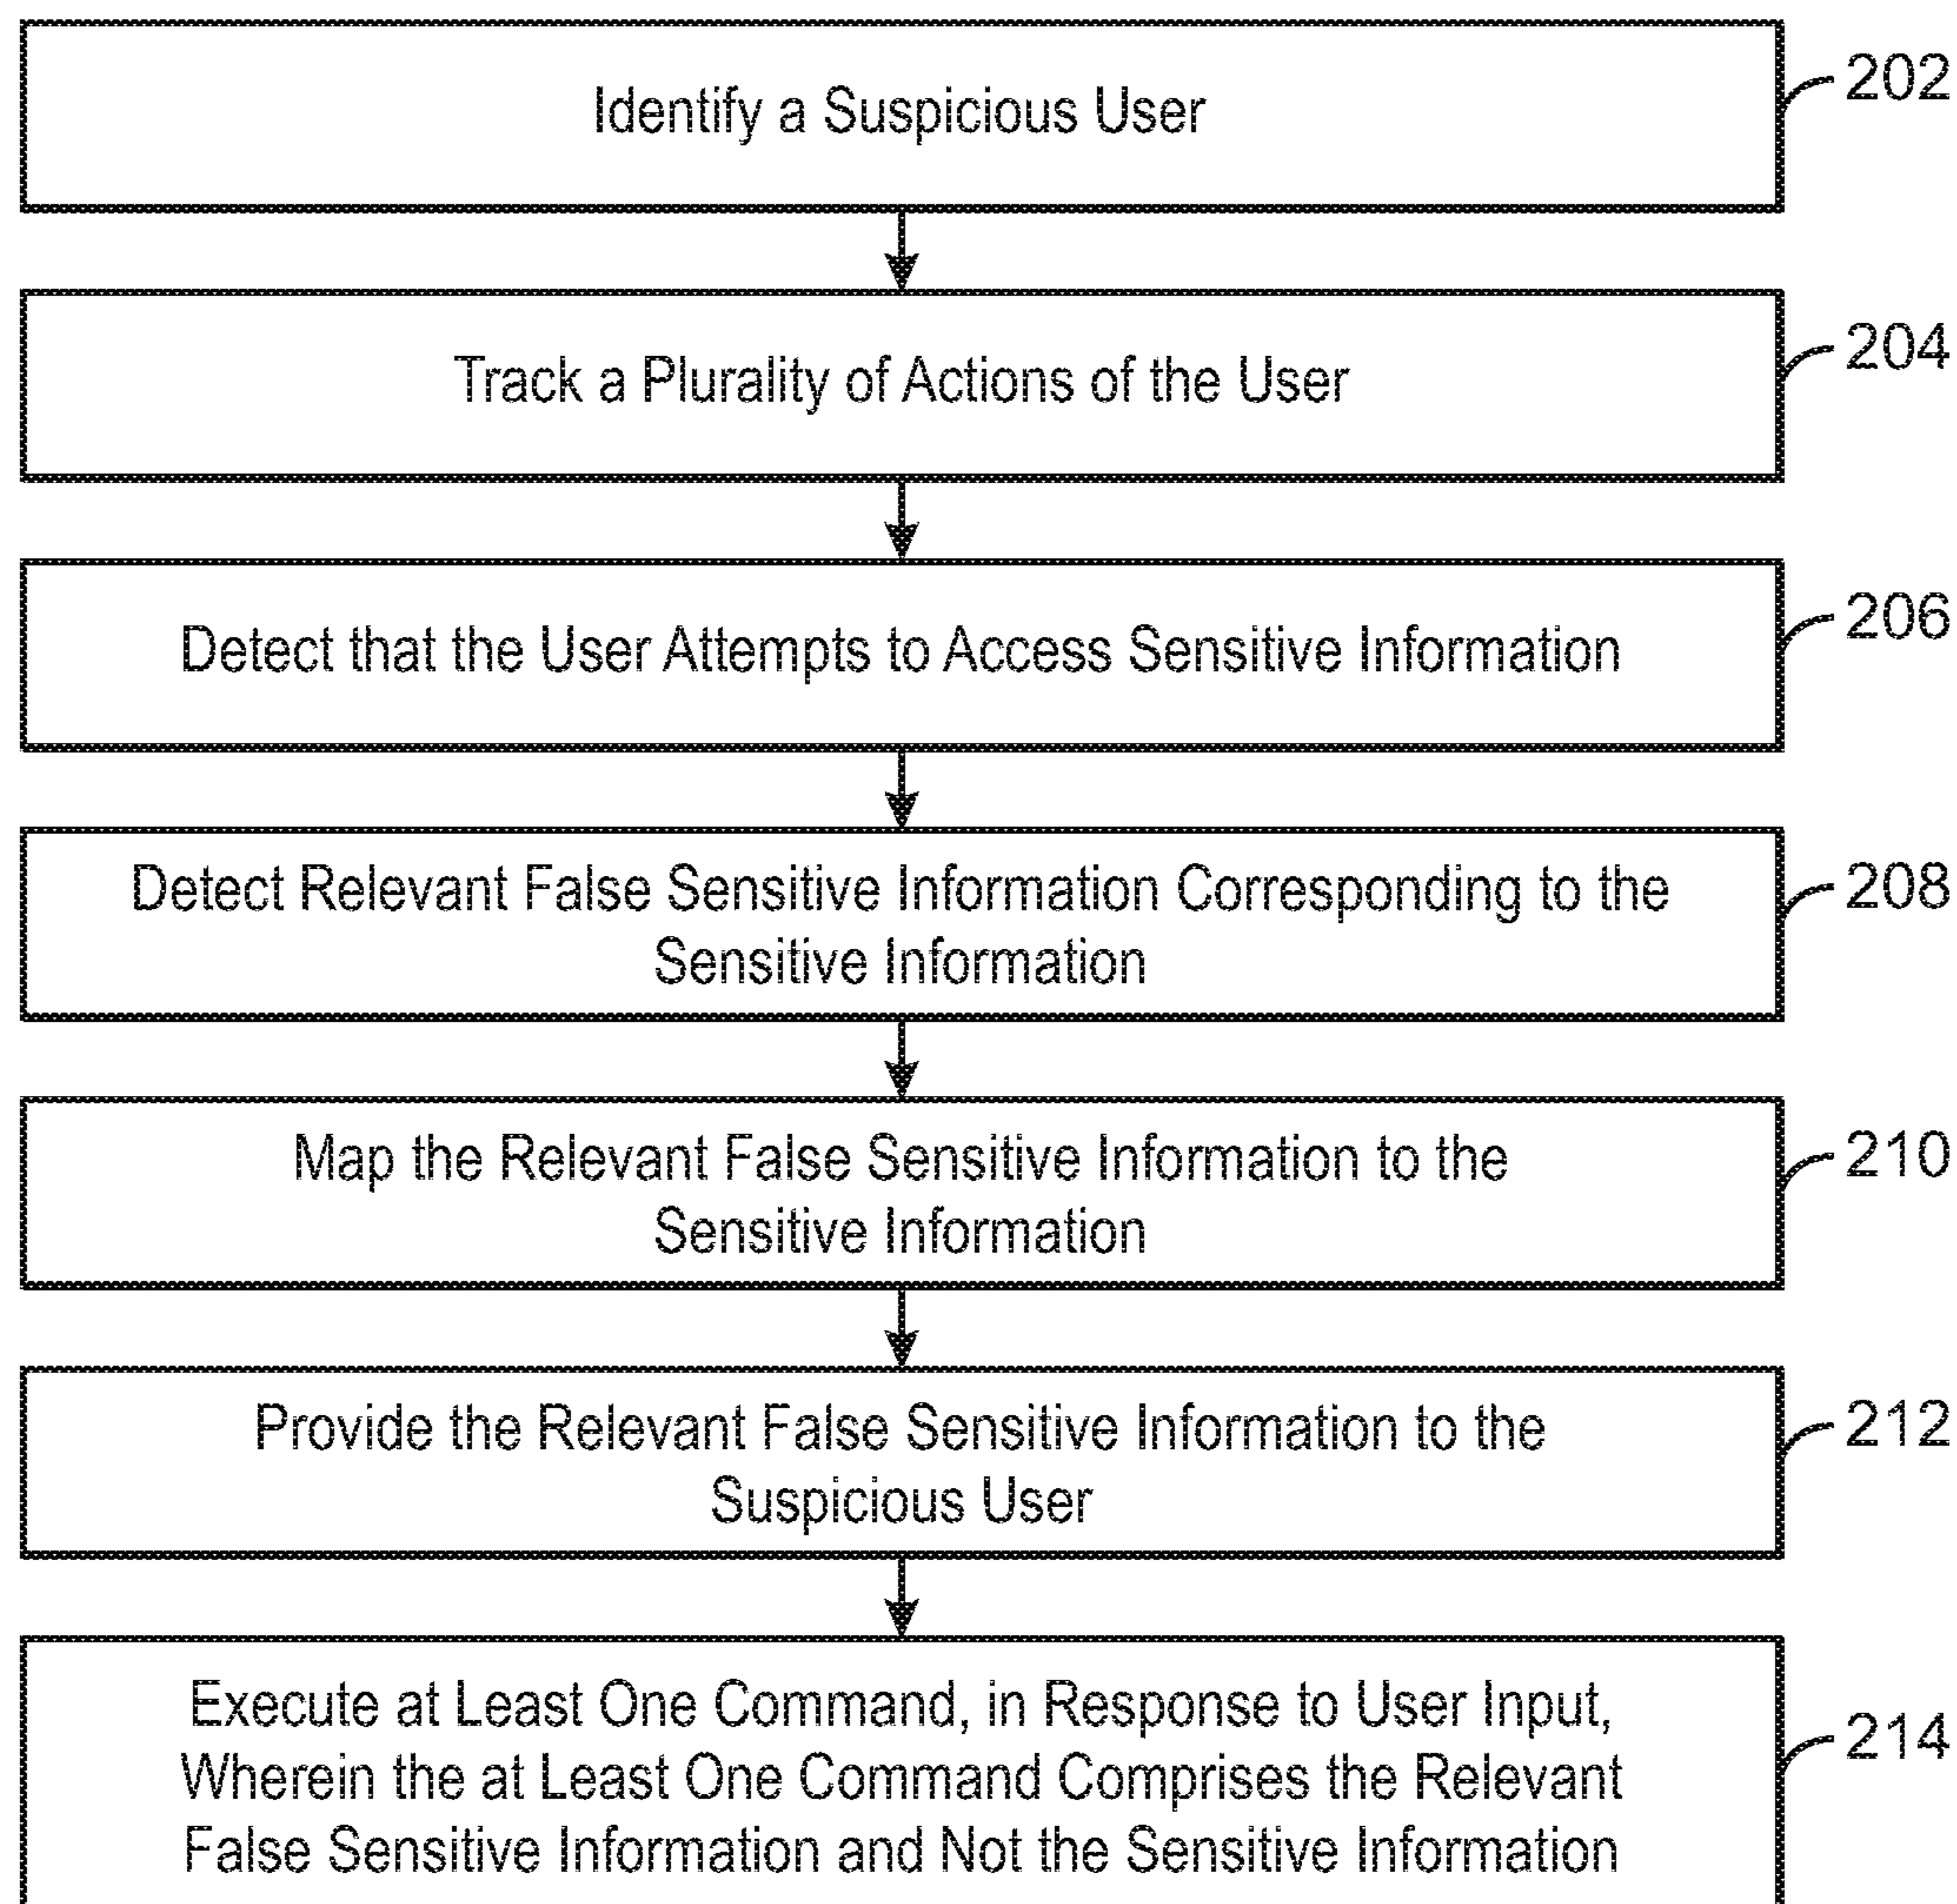 Identify a Suspicious User
202
Track a Plurality of Actions of the User
204
Detect that the User Attempts to Access Sensitive Information
206
Detect Relevant False Sensitive Information Corresponding to the
Sensitive Information
208
Map the Relevant False Sensitive Information to the
Sensitive Information
210
Provide the Relevant False Sensitive Information to the
Suspicious User
212
Execute at Least One Command, in Response to User Input,
Wherein the at Least One Command Comprises the Relevant
False Sensitive Information and Not the Sensitive Information
214